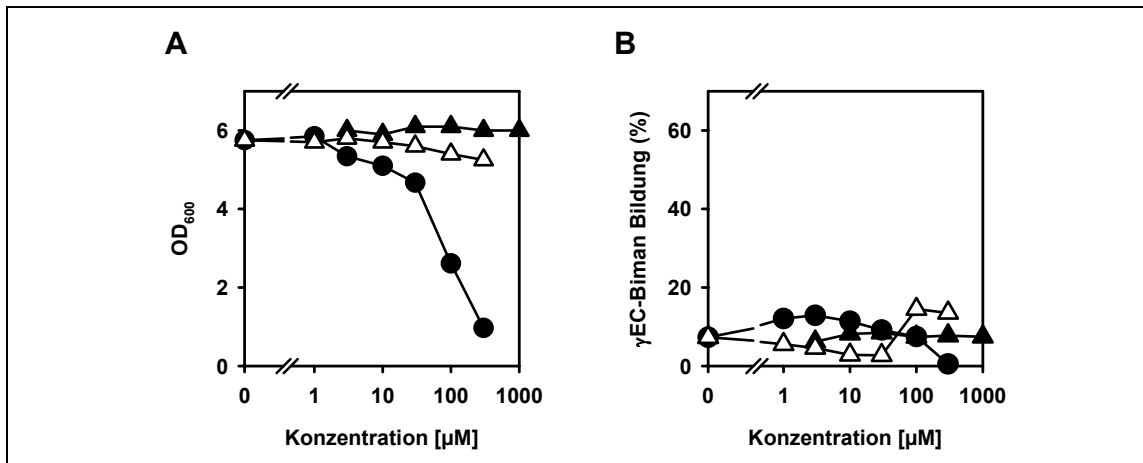 A
B
6
4
2
0
OD600
0 1 10 100 1000
Konzentration [µM]
60
40
20
0
γEC-Biman Bildung (%)
0 1 10 100 1000
Konzentration [µM]